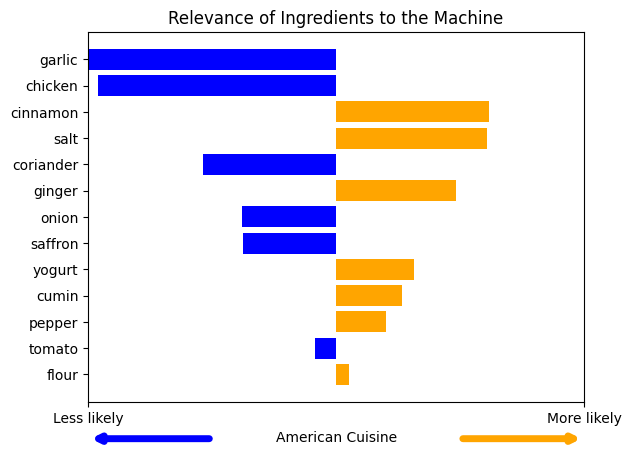 Relevance of Ingredients to the Machine
garlic
chicken
cinnamon
salt
coriander
ginger
onion
saffron
yogurt
cumin
pepper
tomato
flour
Less likely
More likely
American Cuisine